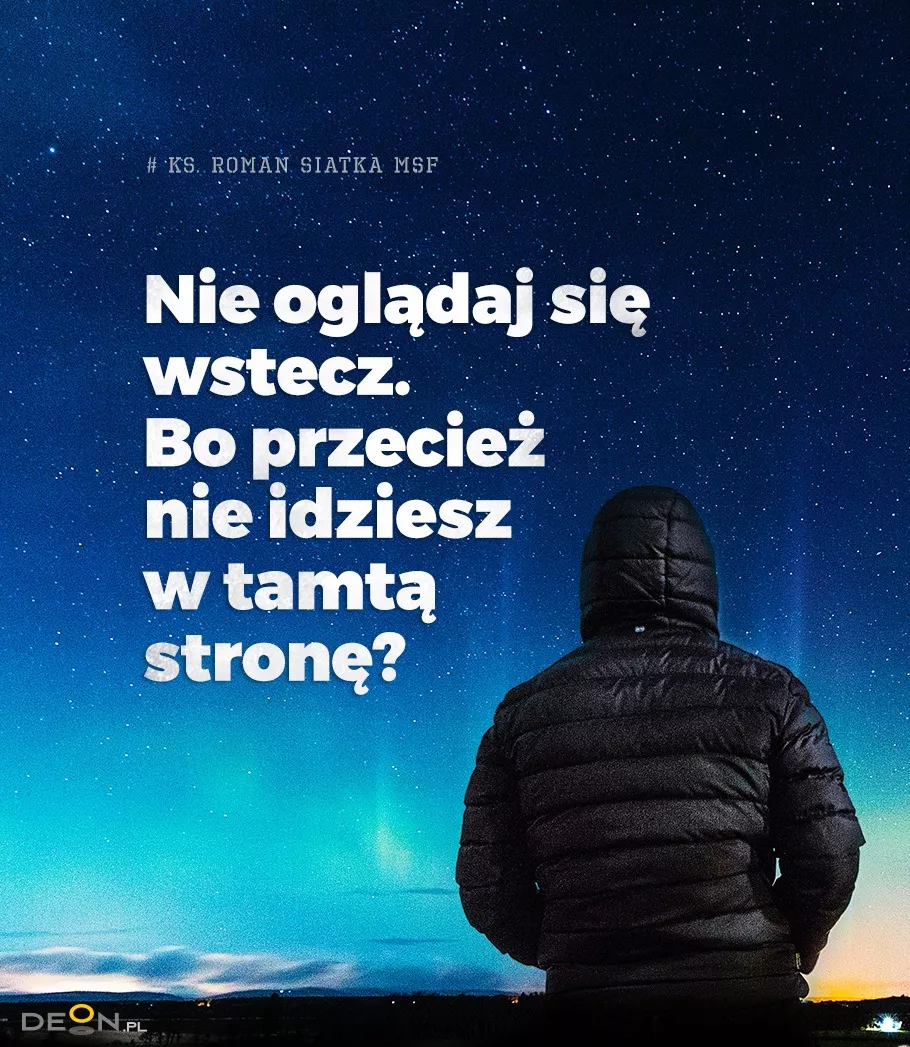 # KS. ROMAN SIATKA MSF
Nie oglądaj się
wstecz.
Bo przecież
nie idziesz
w tamtą
stronę?
DEON.PL